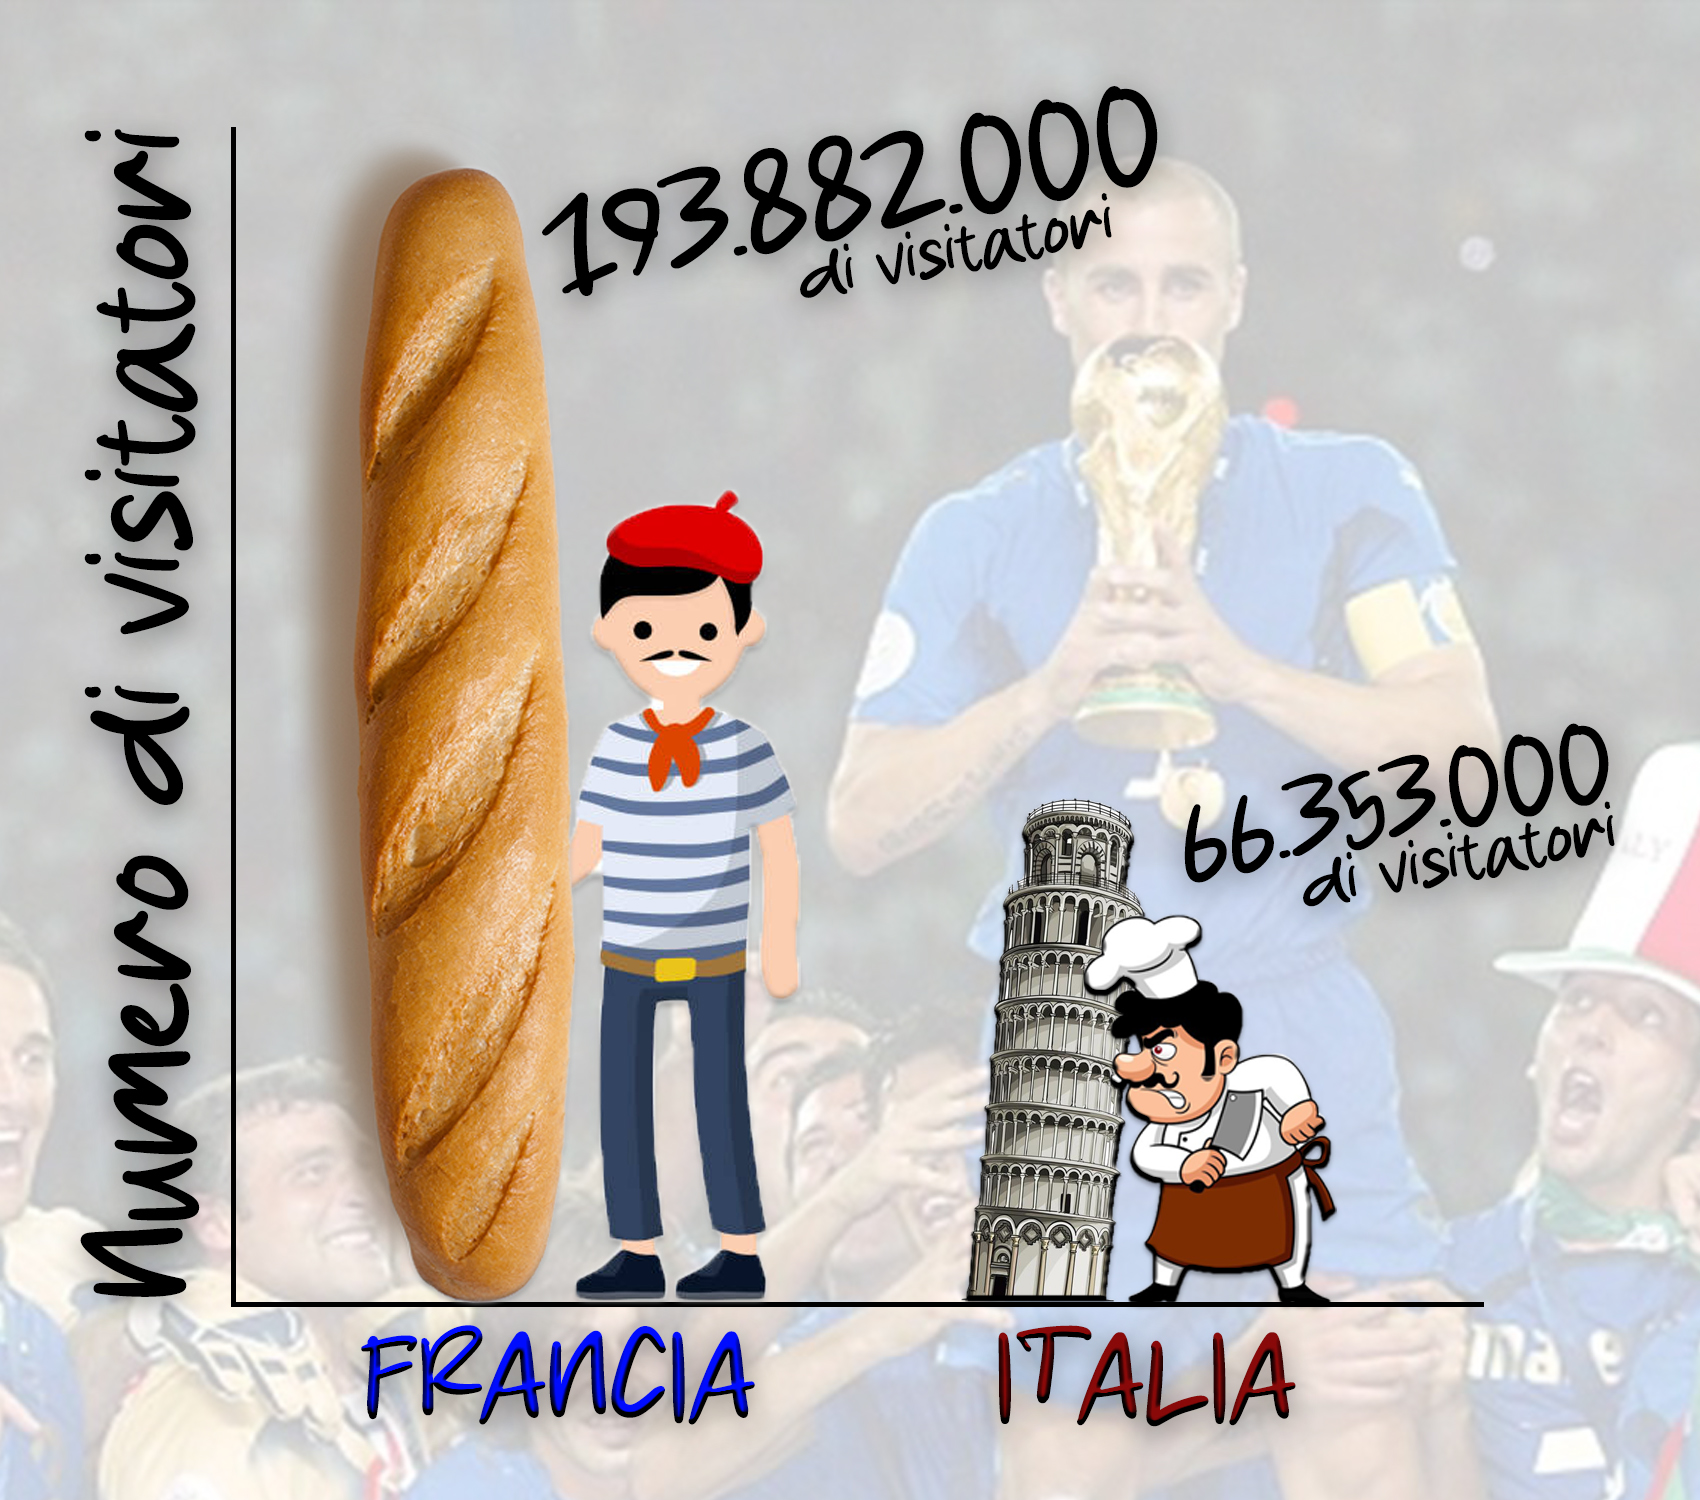 Numero di visitatori
193.882.000
di visitatori
66.353.000
di visitatori
FRANCIA
ITALIA